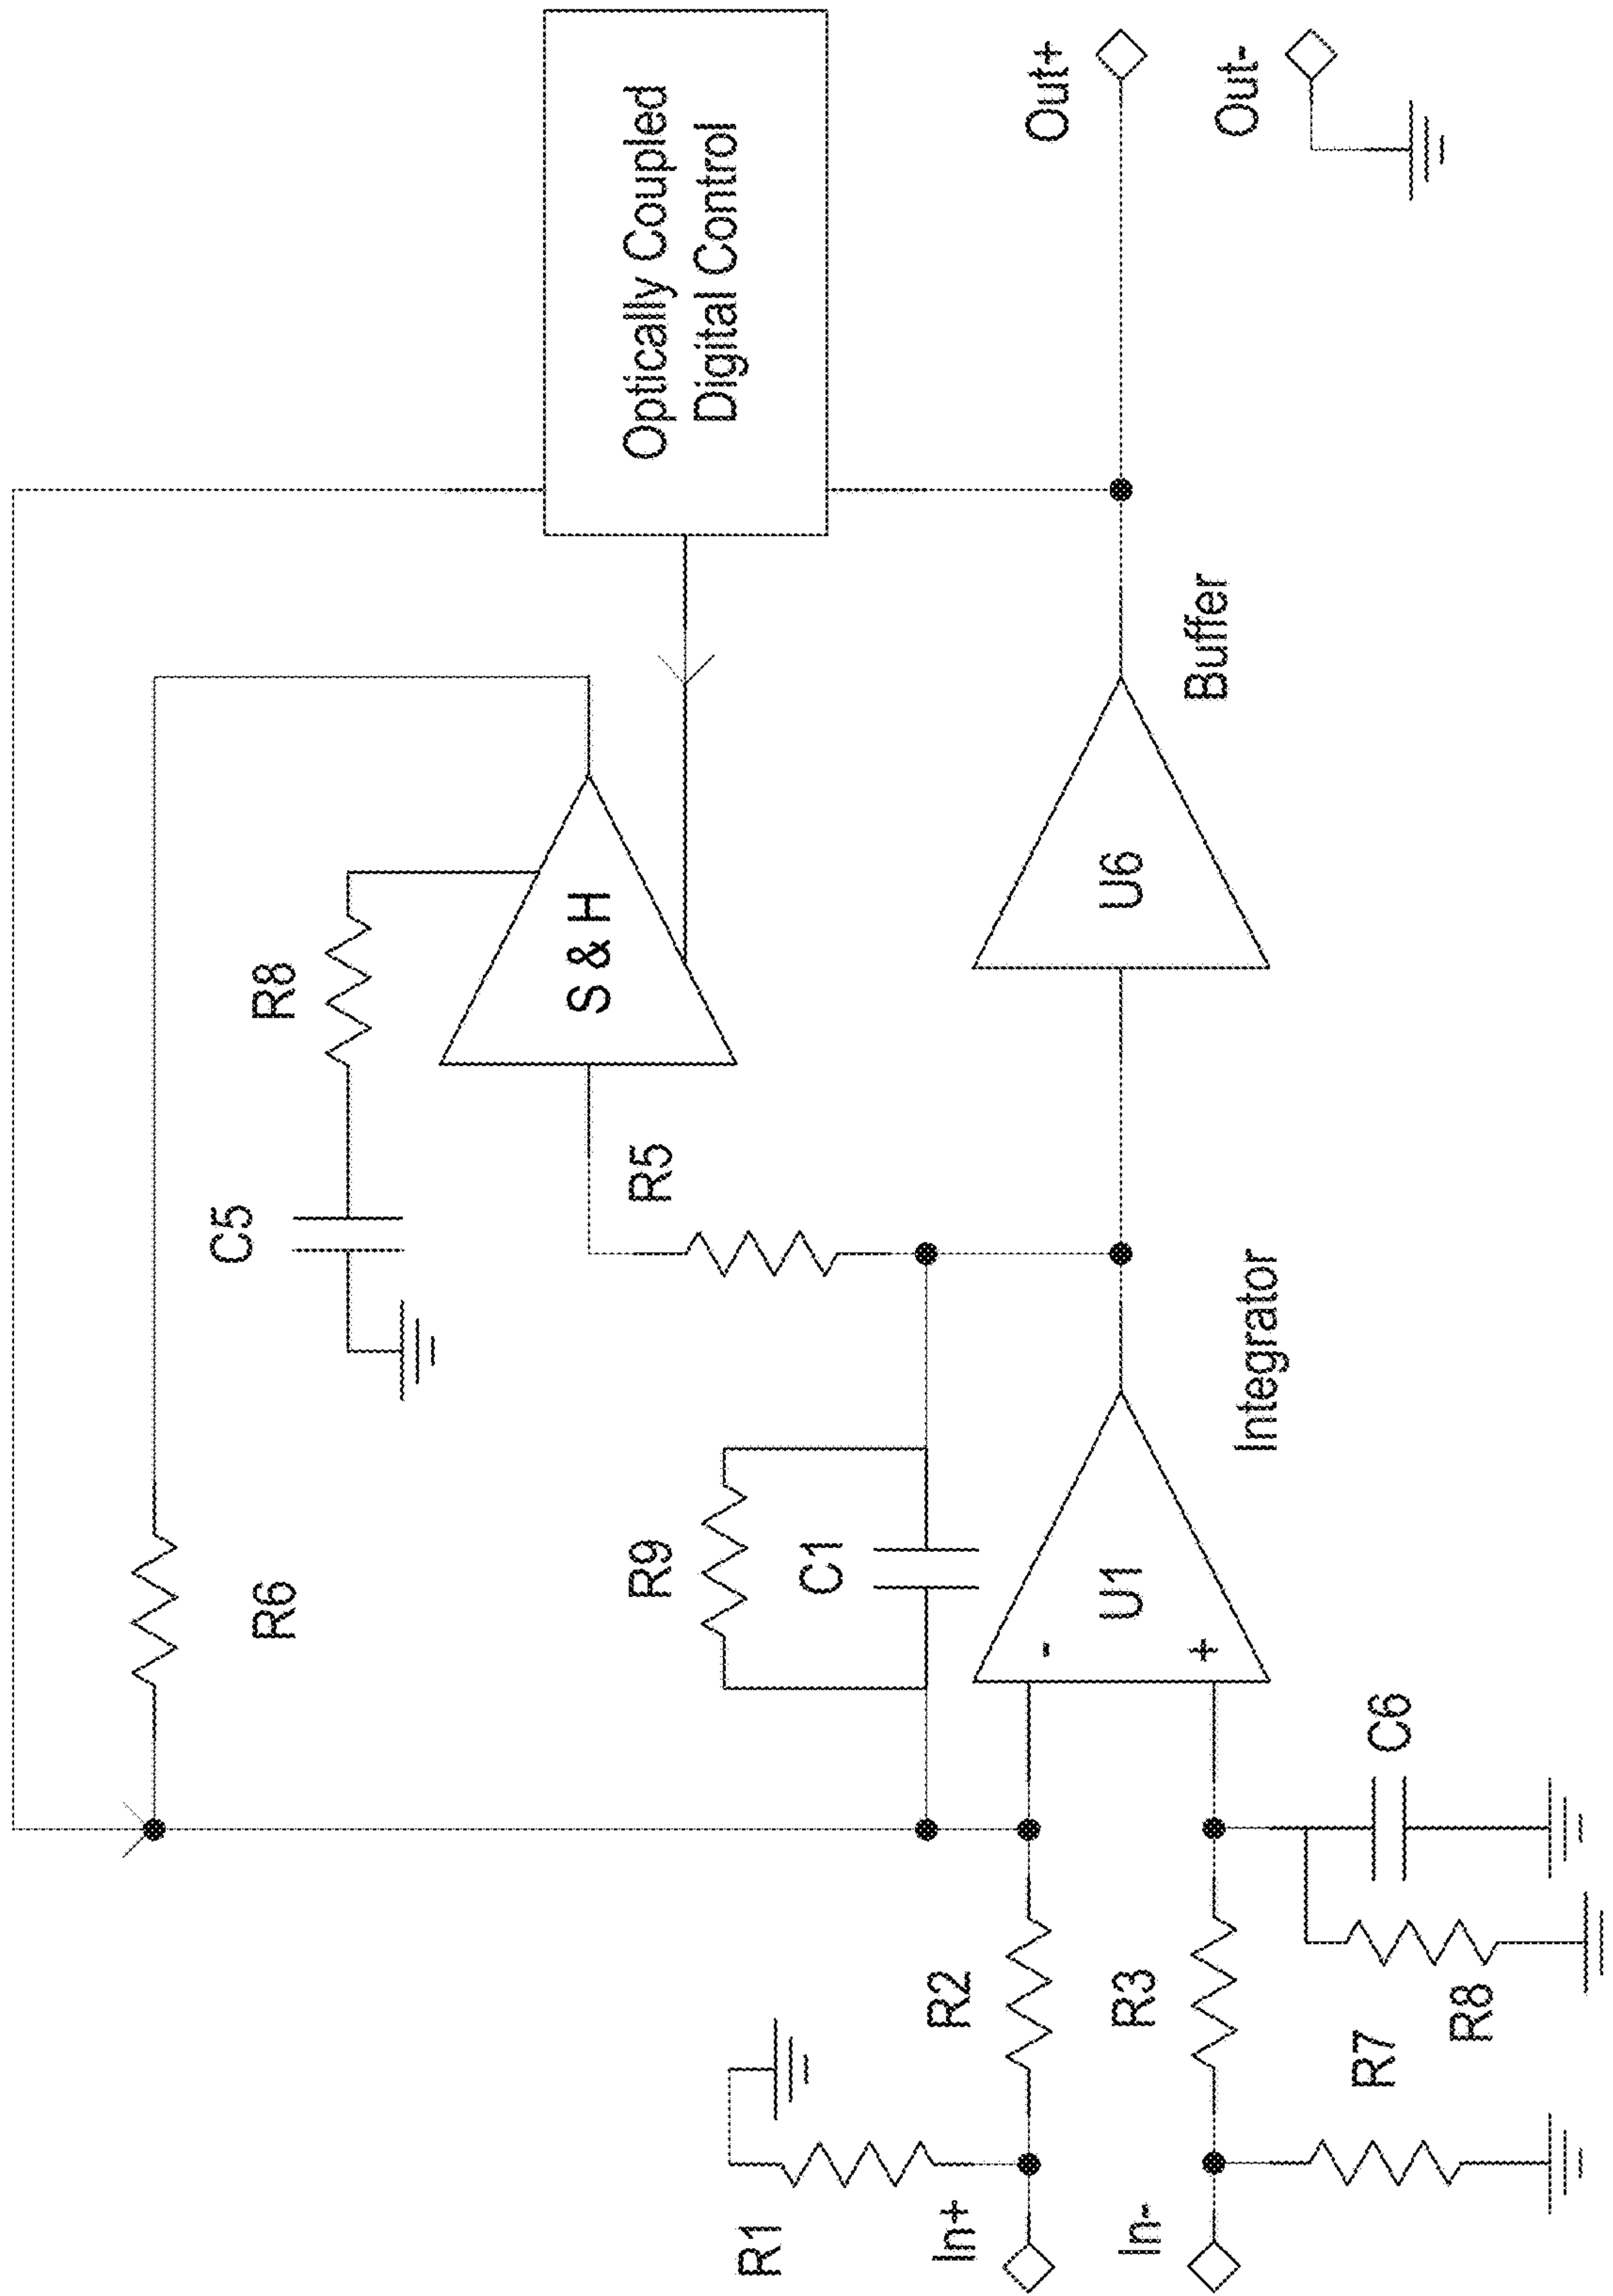 R6
R8
C5
Optically Coupled
Digital Control
S & H
R5
R9
C1
Out+
Out-
R1
In+
R2
-
U1
+
Integrator
U6
Buffer
In-
R3
R7
R8
C6